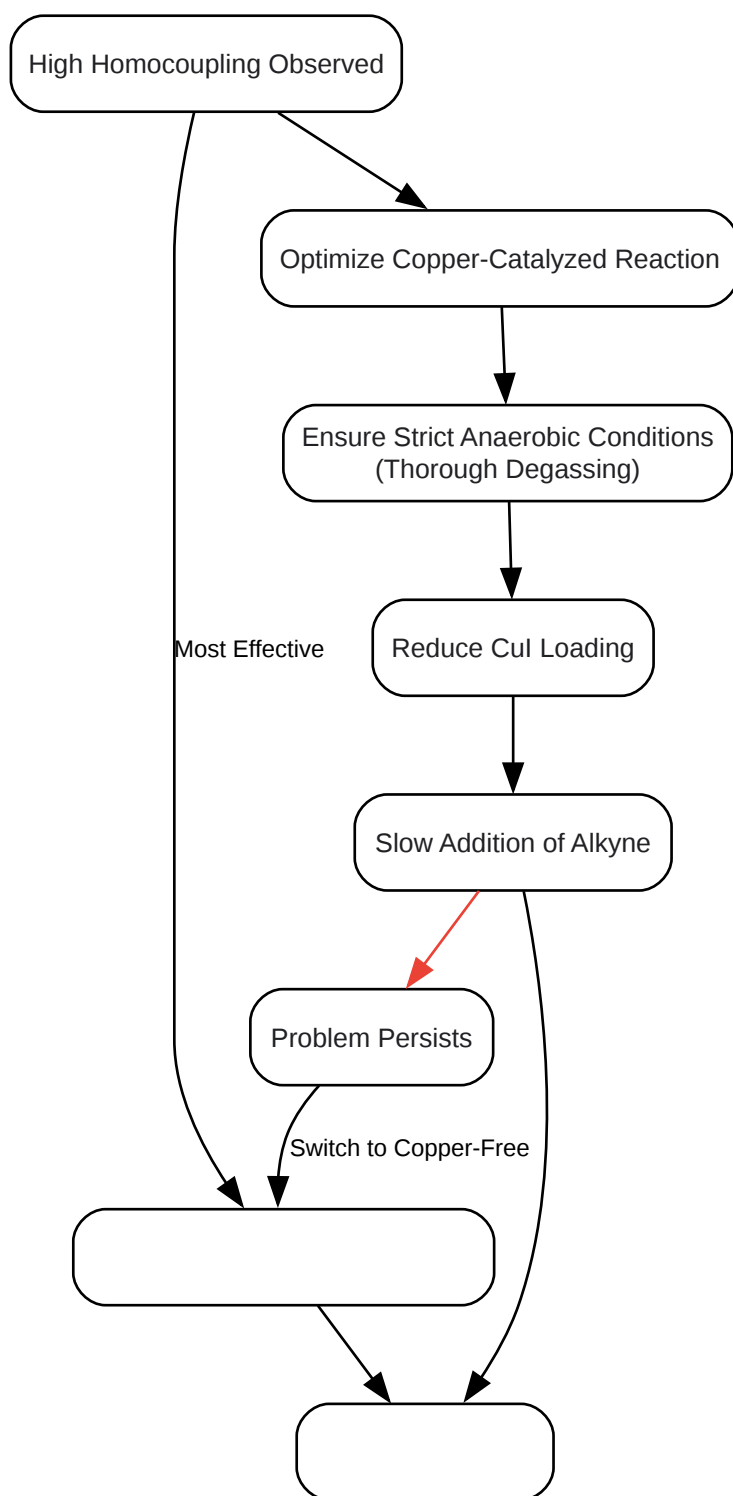 High Homocoupling Observed
Optimize Copper-Catalyzed Reaction
Ensure Strict Anaerobic Conditions
(Thorough Degassing)
Most Effective
Reduce CuI Loading
Slow Addition of Alkyne
Problem Persists
Switch to Copper-Free